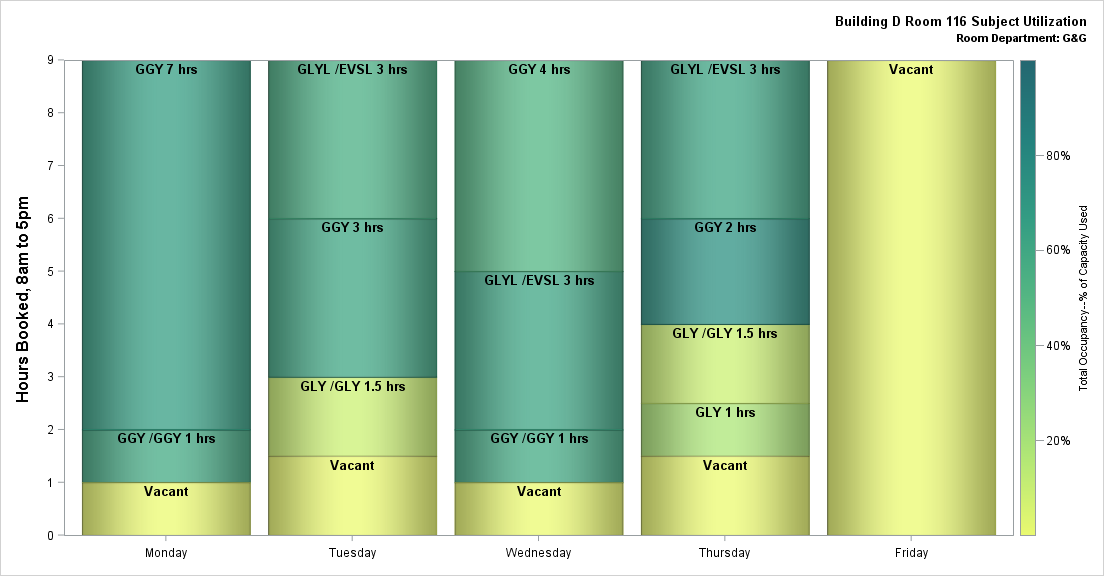 Building D Room 116 Subject Utilization
Room Department: G&G
Hours Booked, 8am to 5pm
9
8
7
6
5
4
3
2
1
0
GGY 7 hrs
GGY /GGY 1 hrs
Vacant
GLYL /EVSL 3 hrs
GGY 3 hrs
GLY /GLY 1.5 hrs
Vacant
GGY 4 hrs
GLYL /EVSL 3 hrs
GGY /GGY 1 hrs
Vacant
GLYL /EVSL 3 hrs
GGY 2 hrs
GLY /GLY 1.5 hrs
GLY 1 hrs
Vacant
Vacant
Monday
Tuesday
Wednesday
Thursday
Friday
80%
60%
40%
20%
Total Occupancy--% of Capacity Used